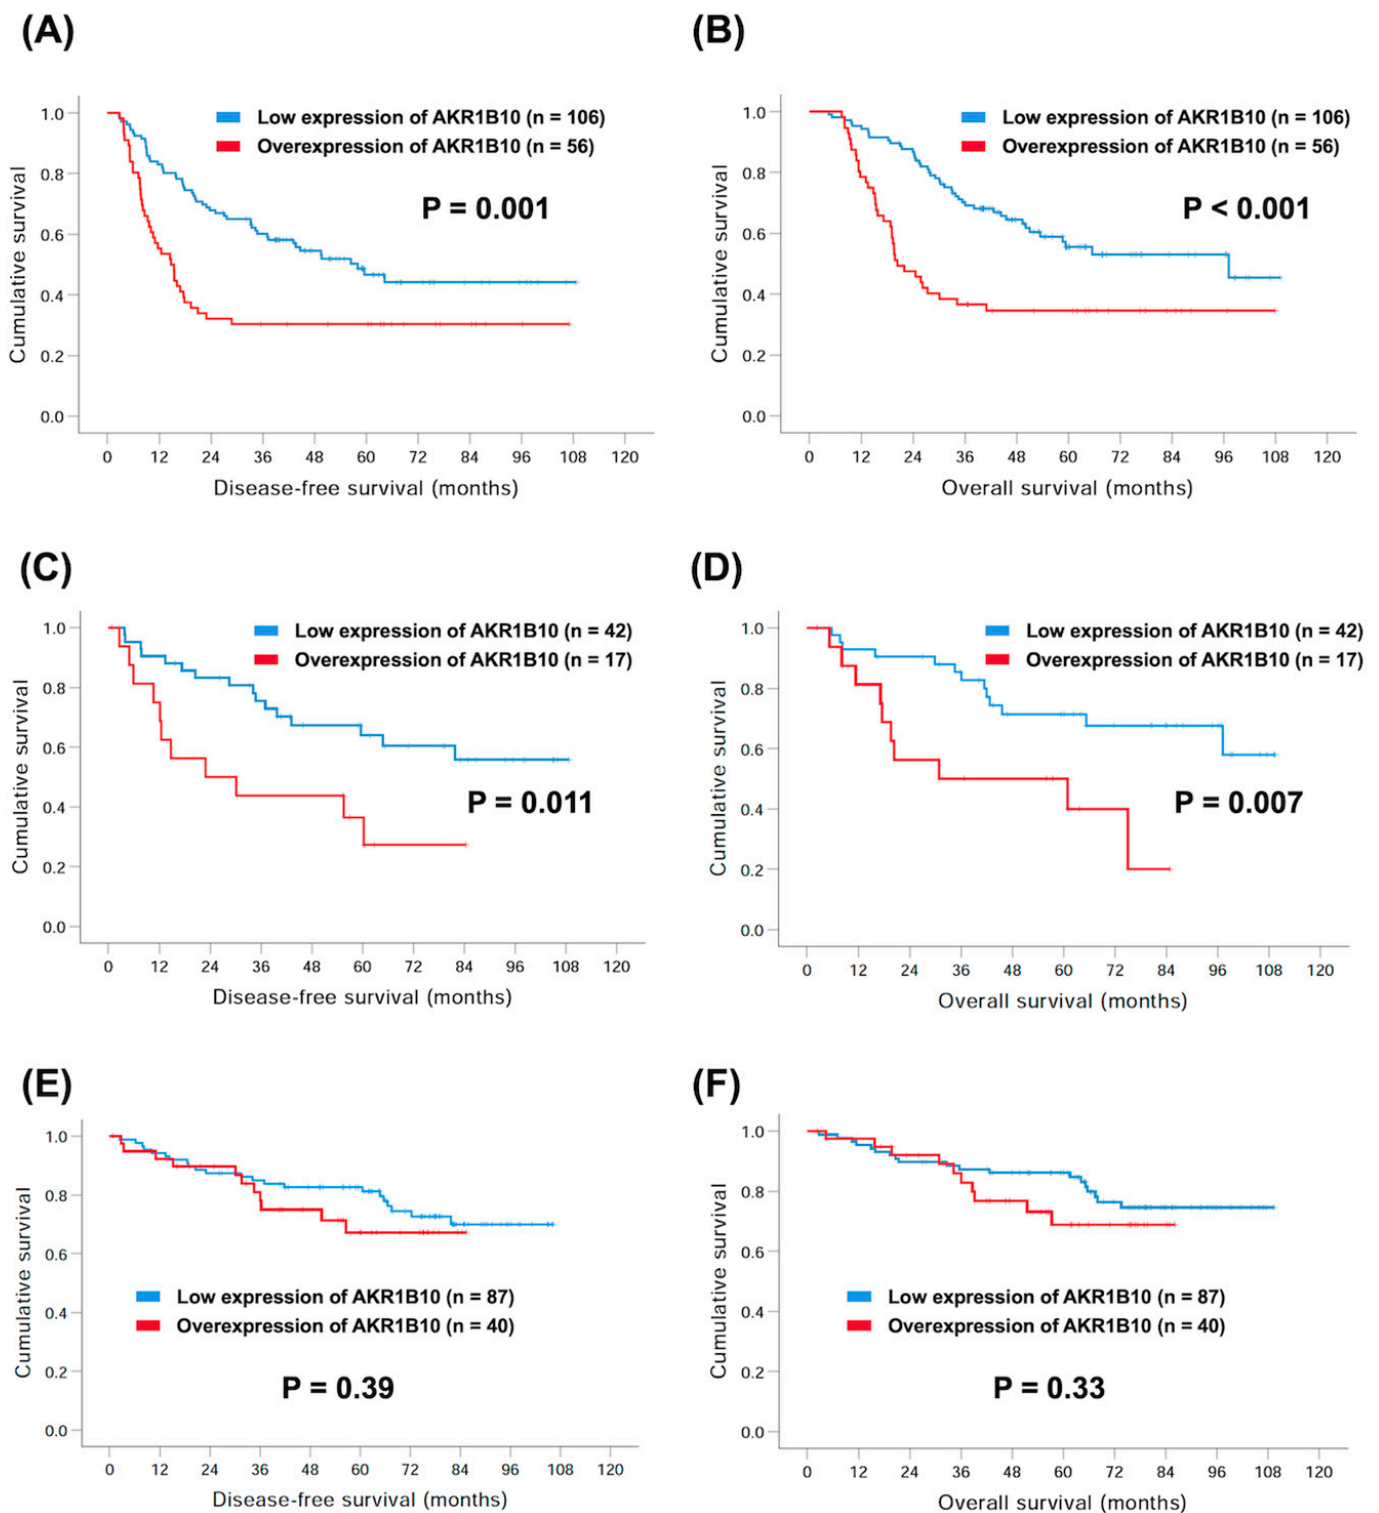 (A)
1.0
0.8
0.6
0.4
0.2
0.0
Cumulative survival
Low expression of AKR1B10 (n = 106)
Overexpression of AKR1B10 (n = 56)
P = 0.001
0 12 24 36 48 60 72 84 96 108 120
Disease-free survival (months)
(B)
1.0
0.8
0.6
0.4
0.2
0.0
Cumulative survival
Low expression of AKR1B10 (n = 106)
Overexpression of AKR1B10 (n = 56)
P < 0.001
0 12 24 36 48 60 72 84 96 108 120
Overall survival (months)
(C)
1.0
0.8
0.6
0.4
0.2
0.0
Cumulative survival
Low expression of AKR1B10 (n = 42)
Overexpression of AKR1B10 (n = 17)
P = 0.011
0 12 24 36 48 60 72 84 96 108 120
Disease-free survival (months)
(D)
1.0
0.8
0.6
0.4
0.2
0.0
Cumulative survival
Low expression of AKR1B10 (n = 42)
Overexpression of AKR1B10 (n = 17)
P = 0.007
0 12 24 36 48 60 72 84 96 108 120
Overall survival (months)
(E)
1.0
0.8
0.6
0.4
0.2
0.0
Cumulative survival
Low expression of AKR1B10 (n = 87)
Overexpression of AKR1B10 (n = 40)
P = 0.39
0 12 24 36 48 60 72 84 96 108 120
Disease-free survival (months)
(F)
1.0
0.8
0.6
0.4
0.2
0.0
Cumulative survival
Low expression of AKR1B10 (n = 87)
Overexpression of AKR1B10 (n = 40)
P = 0.33
0 12 24 36 48 60 72 84 96 108 120
Overall survival (months)